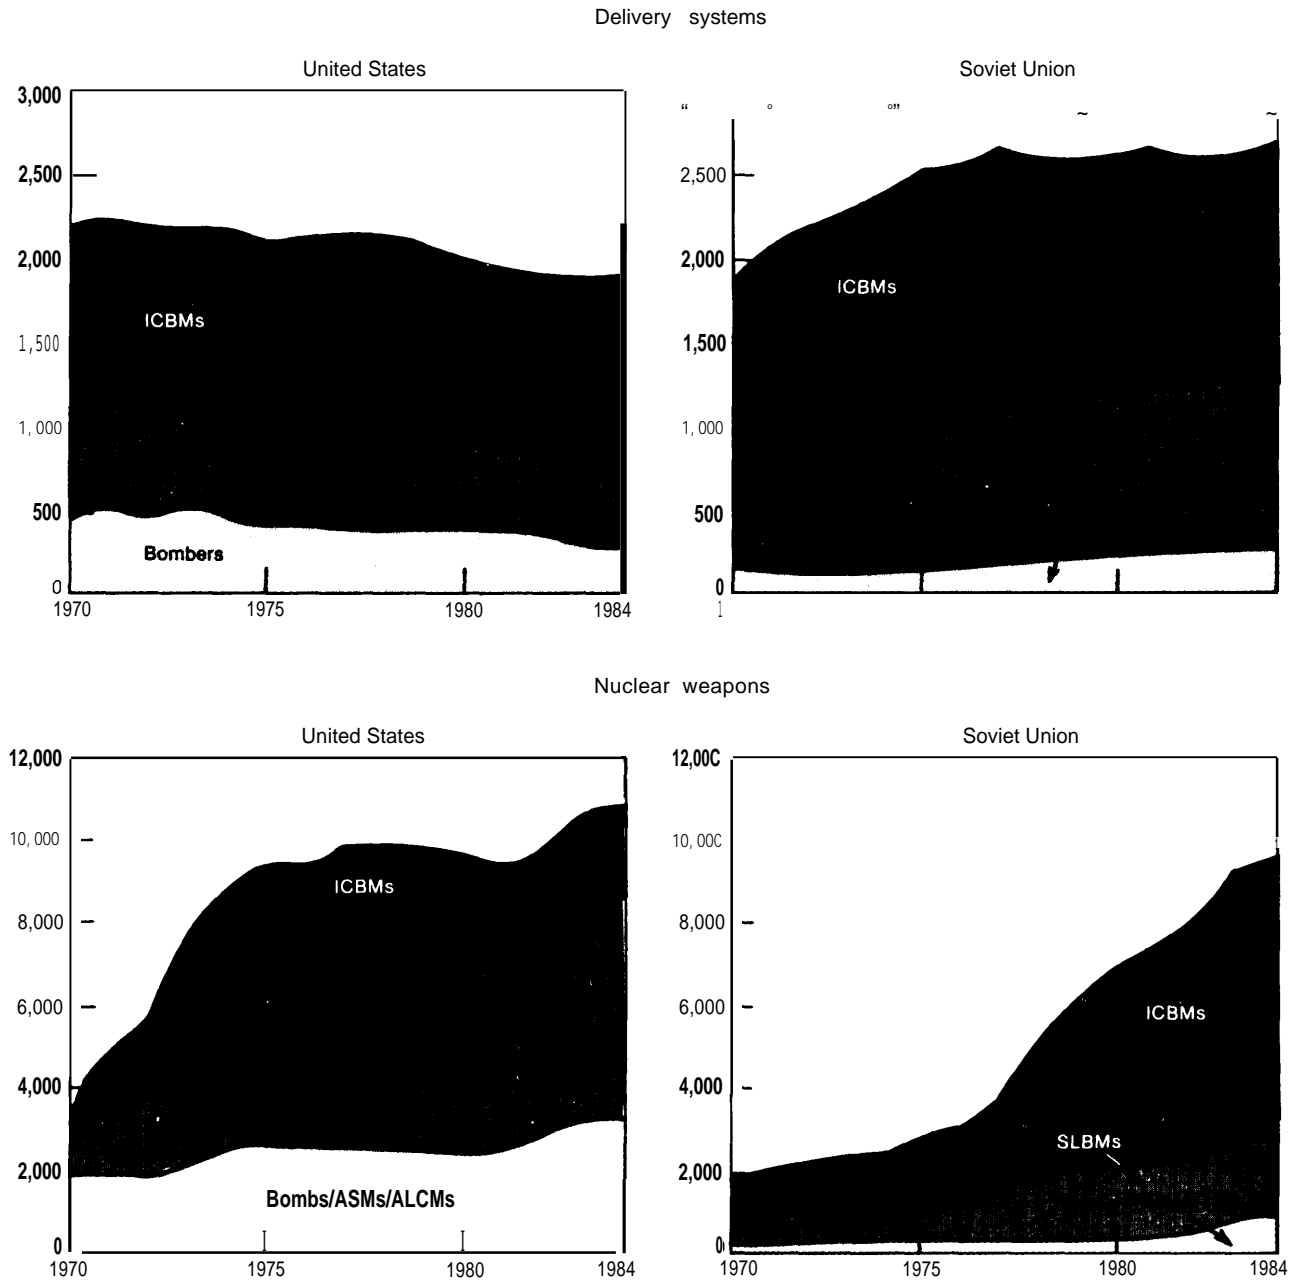 Delivery systems
United States
3,000
2,500
2,000
1,500
1,000
500
0
ICBMs
Bombers
1970 1975 1980 1984
Soviet Union
2,500
2,000
1,500
1,000
500
0
ICBMs
1
Nuclear weapons
United States
12,000
10,000
8,000
6,000
4,000
2,000
0
ICBMs
Bombs/ASMs/ALCMs
1970 1975 1980 1984
Soviet Union
12,00C
10,00C
8,000
6,000
4,000
2,000
0
ICBMs
SLBMs
1970 1975 1980 1984